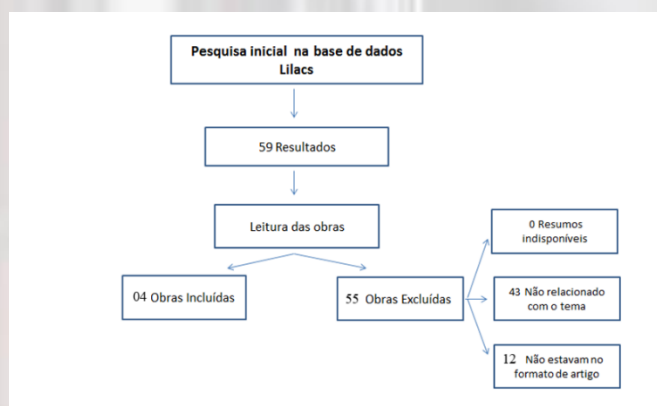 Pesquisa inicial na base de dados
Lilacs
59 Resultados
Leitura das obras
04 Obras Incluídas
55 Obras Excluídas
0 Resumos
indisponíveis
43 Não relacionado
com o tema
12 Não estavam no
formato de artigo